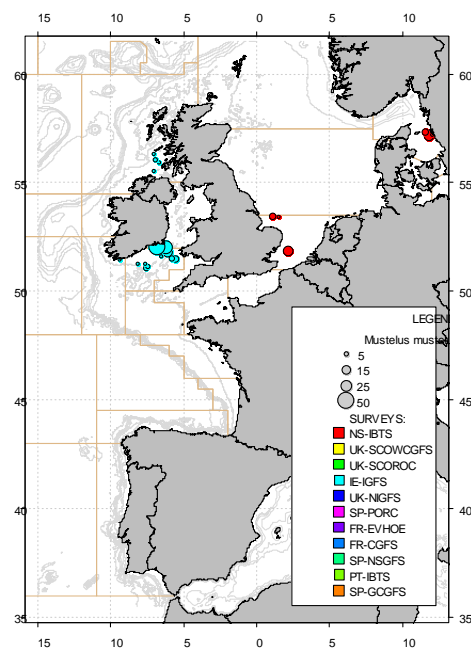 15 10 5 0 5 10
60 60
55 55
50 50
45
40
35 35
LEGEN
Mustelus muste
5
15
25
50
SURVEYS:
NS-IBTS
UK-SCOWCGFS
UK-SCOROC
IE-IGFS
UK-NIGFS
SP-PORC
FR-EVHOE
FR-CGFS
SP-NSGFS
PT-IBTS
SP-GCGFS
45
40
15 10 5 0 5 10